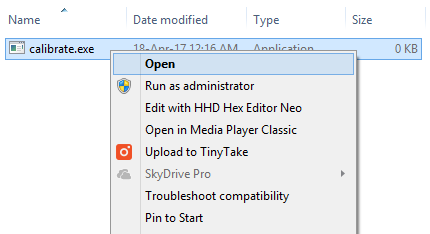 Name Date modified Type Size
calibrate.exe 18-Apr-17 12:16 AM Application 0 KB
Open
Run as administrator
Edit with HHD Hex Editor Neo
Open in Media Player Classic
Upload to TinyTake
SkyDrive Pro
Troubleshoot compatibility
Pin to Start